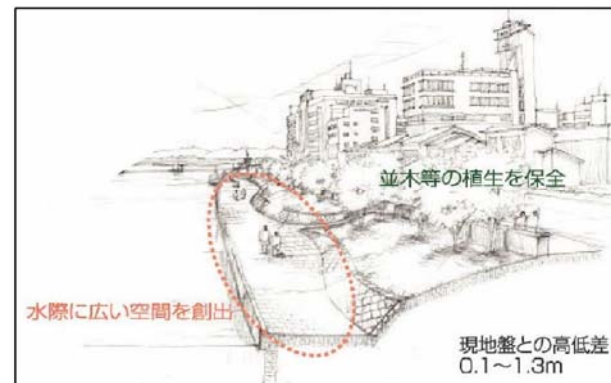 並木等の植生を保全
水際に広い空間を創出
現地盤との高低差
0.1～1.3m